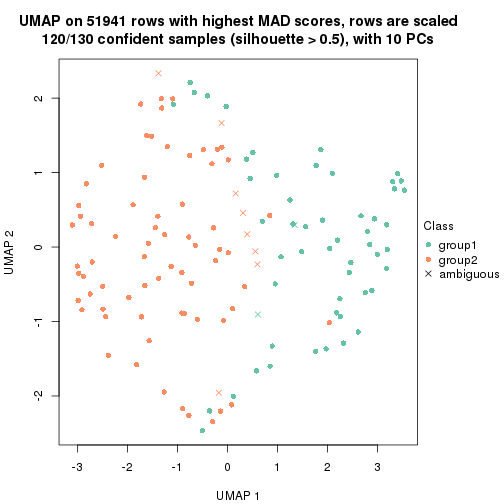 UMAP on 51941 rows with highest MAD scores, rows are scaled
120/130 confident samples (silhouette > 0.5), with 10 PCs
2
1
0
-1
-2
UMAP 2
-3
-2
-1
0
1
2
3
UMAP 1
Class
group1
group2
ambiguous